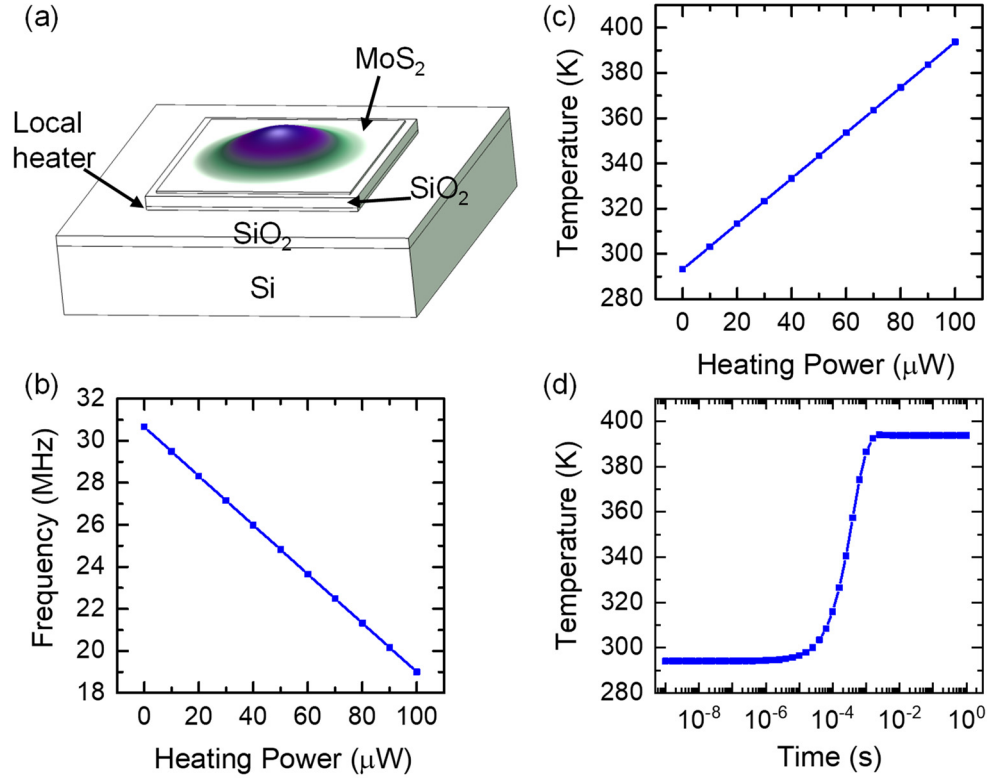 (a)
MoS₂
Local
heater
SiO₂
SiO₂
Si
(b)
32
30
28
26
24
22
20
18
Frequency (MHz)
0 20 40 60 80 100
Heating Power (μW)
(c)
400
380
360
340
320
300
280
Temperature (K)
0 20 40 60 80 100
Heating Power (μW)
(d)
400
380
360
340
320
300
280
Temperature (K)
10⁻⁸ 10⁻⁶ 10⁻⁴ 10⁻² 10⁰
Time (s)